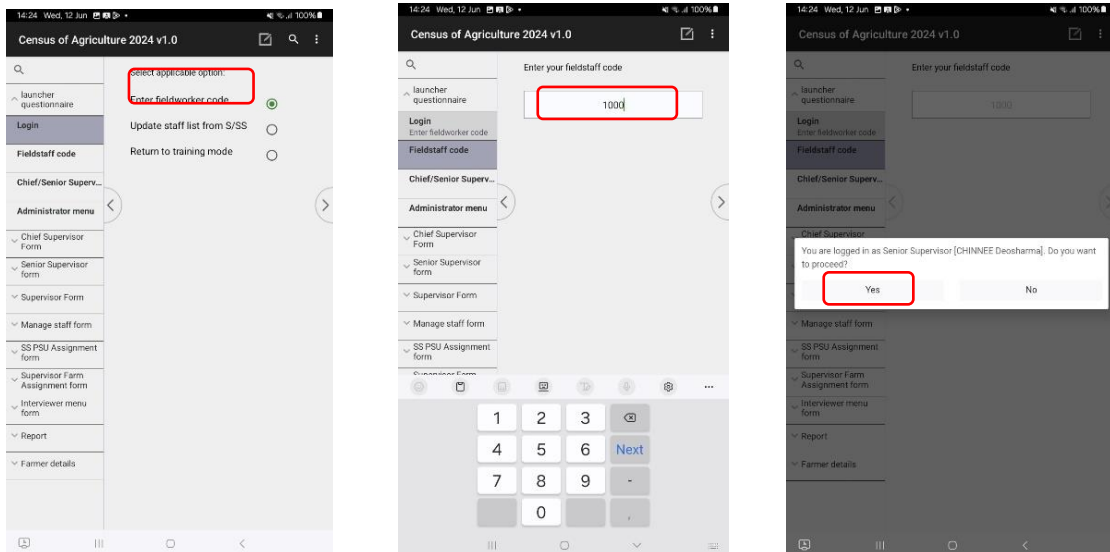 14:24 Wed, 12 Jun
100%
Census of Agriculture 2024 v1.0
Select applicable option:
launcher
questionnaire
Enter fieldworker code
Login
Update staff list from S/SS
Fieldstaff code
Return to training mode
Chief/Senior Superv...
Administrator menu
Chief Supervisor
Form
Senior Supervisor
form
Supervisor Form
Manage staff form
SS PSU Assignment
form
Supervisor Farm
Assignment form
Interviewer menu
form
Report
Farmer details
14:24 Wed, 12 Jun
100%
Census of Agriculture 2024 v1.0
Enter your fieldstaff code
launcher
questionnaire
1000
Login
Enter fieldworker code
Fieldstaff code
Chief/Senior Superv...
Administrator menu
Chief Supervisor
Form
Senior Supervisor
form
Supervisor Form
Manage staff form
SS PSU Assignment
form
Supervisor Farm
1 2 3
4 5 6 Next
7 8 9 -
0 ,
14:24 Wed, 12 Jun
100%
Census of Agriculture 2024 v1.0
Enter your fieldstaff code
launcher
questionnaire
1000
Login
Enter fieldworker code
Fieldstaff code
Chief/Senior Superv...
Administrator menu
Chief Supervisor
You are logged in as Senior Supervisor [CHINNEE Deosharma]. Do you want
to proceed?
Yes No
Manage staff form
SS PSU Assignment
form
Supervisor Farm
Assignment form
Interviewer menu
form
Report
Farmer details